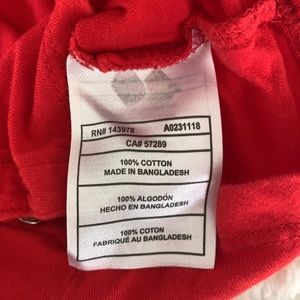 RN# 143978 A0231118
CA# 57289
100% COTTON
MADE IN BANGLADESH
100% ALGODÓN
HECHO EN BANGLADESH
100% COTON
FABRIQUÉ AU BANGLADESH